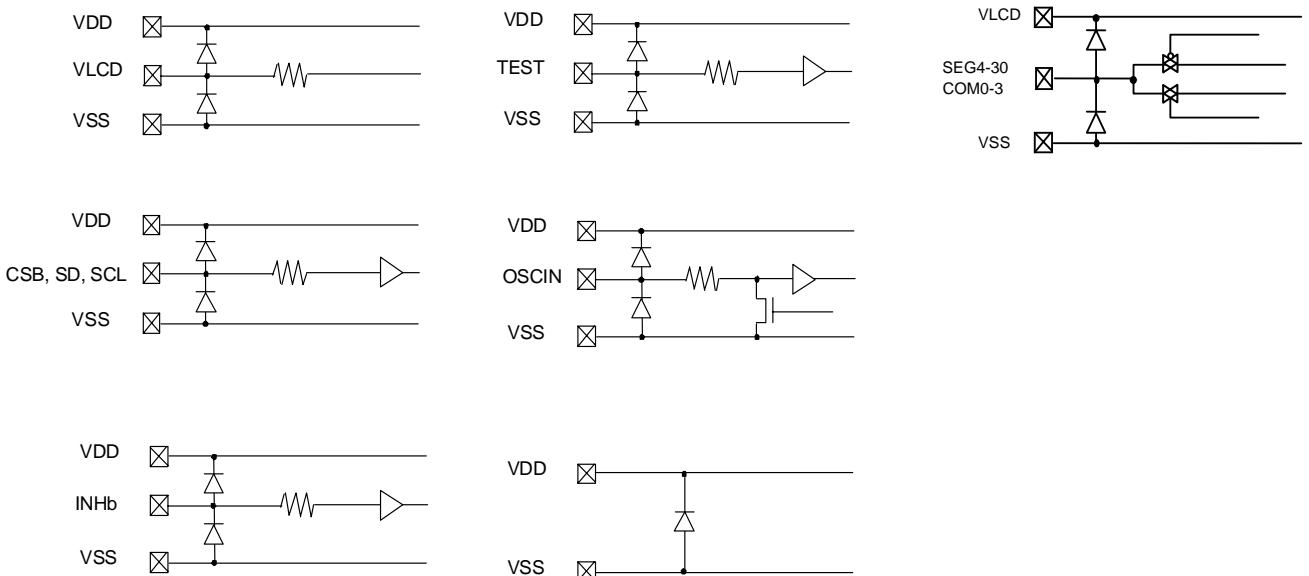 VDD
VLCD
VSS
VDD
TEST
VSS
VLCD
SEG4-30
COM0-3
VSS
VDD
CSB, SD, SCL
VSS
VDD
OSCIN
VSS
VDD
INHb
VSS
VDD
VSS